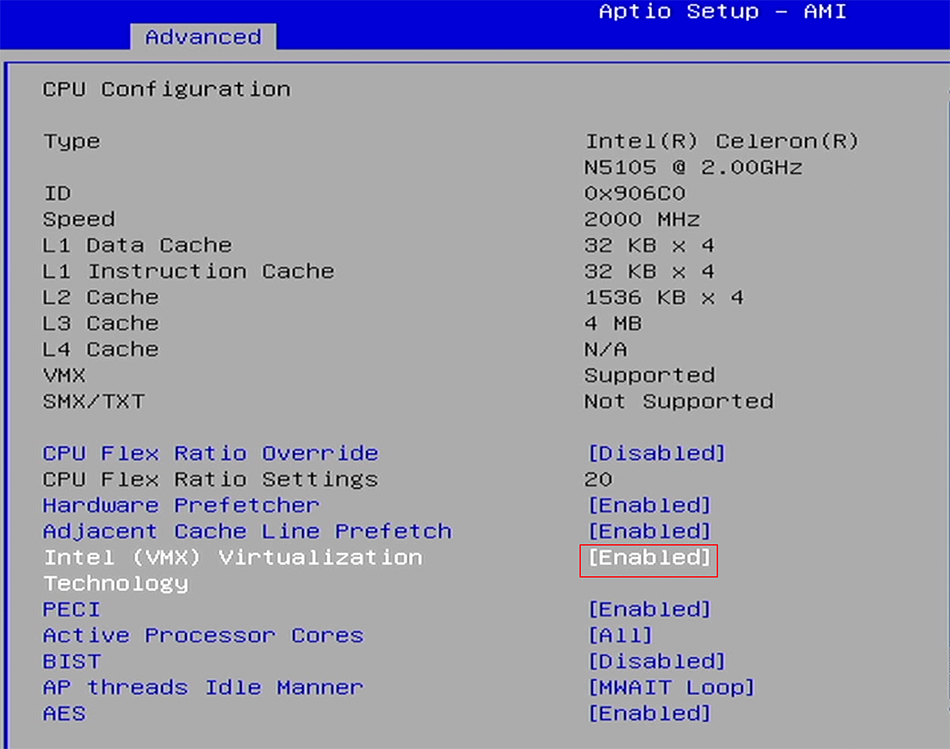 Aptio Setup – AMI
Advanced
CPU Configuration
Type Intel(R) Celeron(R)
N5105 @ 2.00GHz
ID 0x906C0
Speed 2000 MHz
L1 Data Cache 32 KB x 4
L1 Instruction Cache 32 KB x 4
L2 Cache 1536 KB x 4
L3 Cache 4 MB
L4 Cache N/A
VMX Supported
SMX/TXT Not Supported
CPU Flex Ratio Override [Disabled]
CPU Flex Ratio Settings 20
Hardware Prefetcher [Enabled]
Adjacent Cache Line Prefetch [Enabled]
Intel (VMX) Virtualization [Enabled]
Technology
PECI [Enabled]
Active Processor Cores [All]
BIST [Disabled]
AP threads Idle Manner [MWAIT Loop]
AES [Enabled]